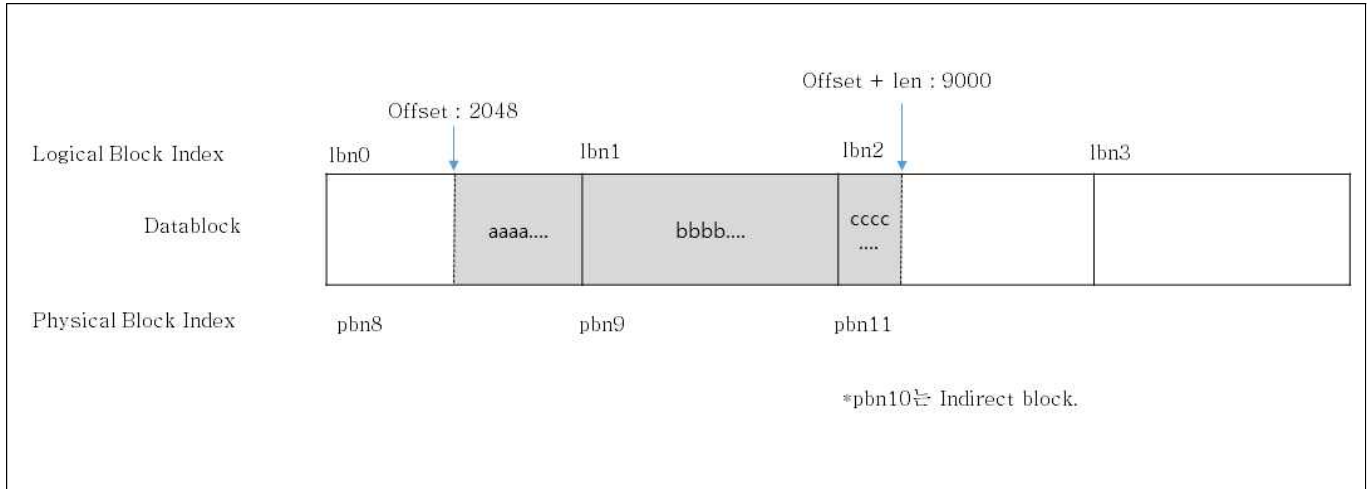 Offset + len : 9000
Offset : 2048
Logical Block Index lbn0 lbn1 lbn2 lbn3
Datablock aaaa.... bbbb.... cccc
....
Physical Block Index pbn8 pbn9 pbn11
*pbn10는 Indirect block.